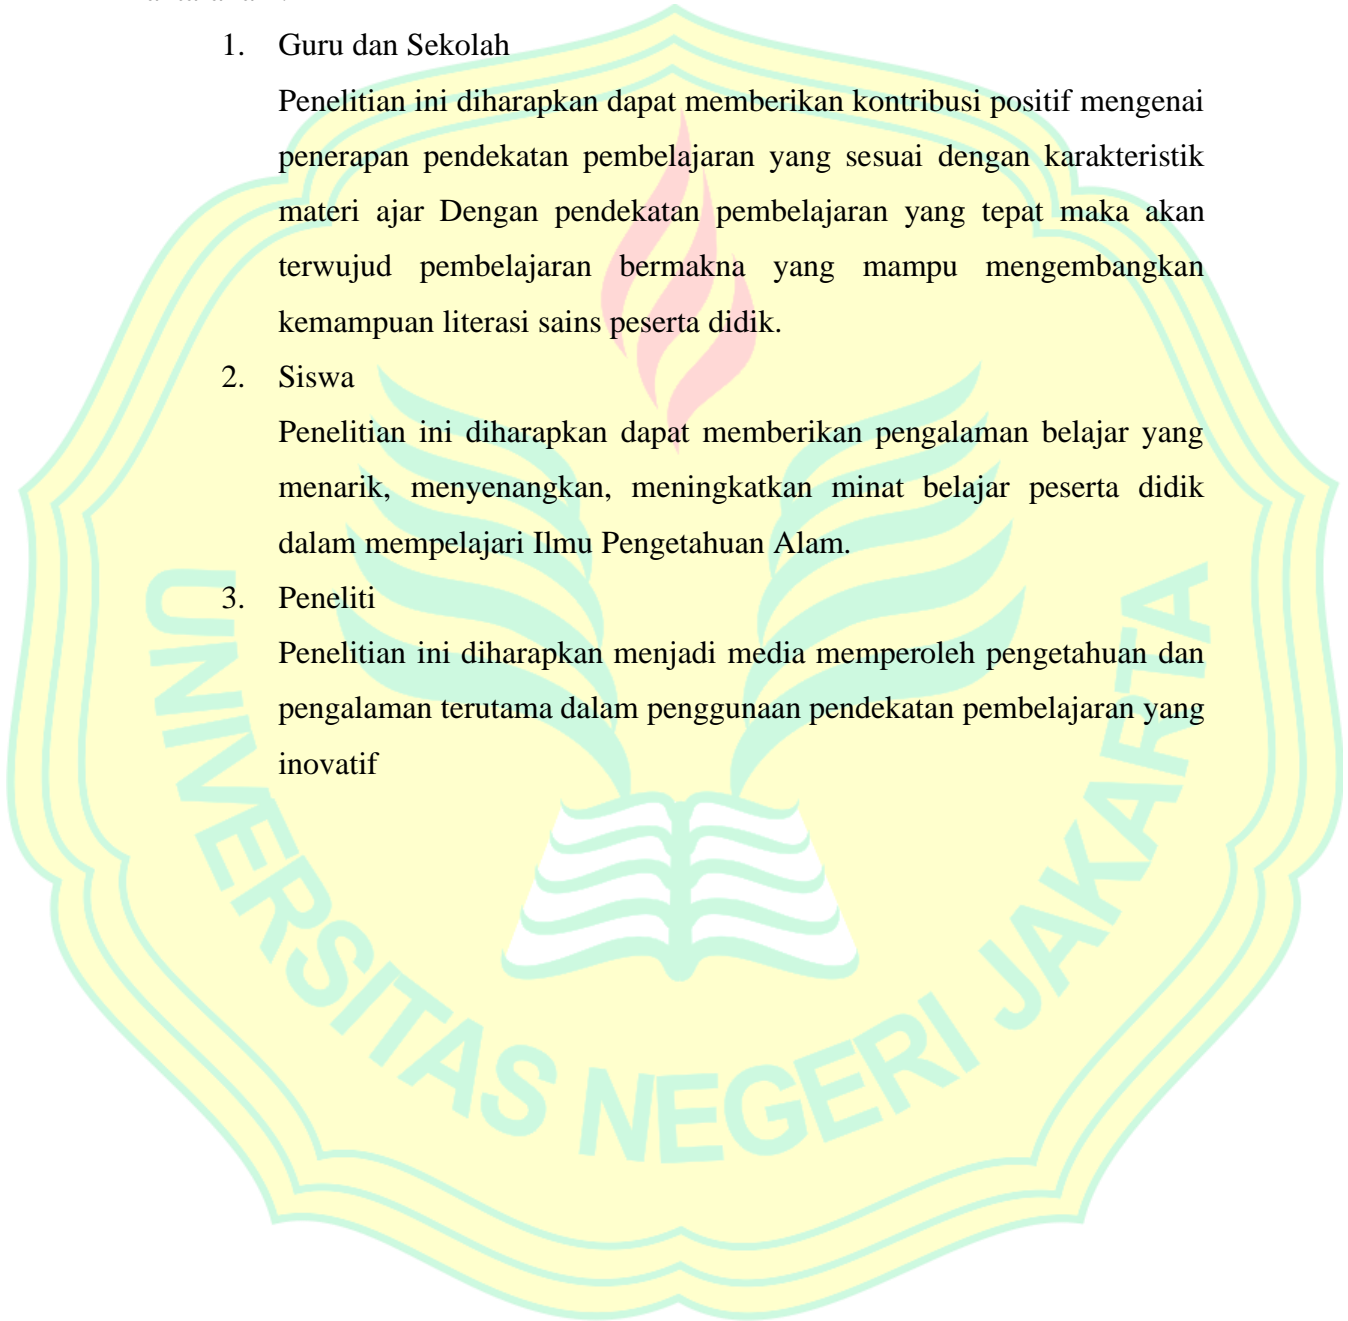 1. Guru dan Sekolah
Penelitian ini diharapkan dapat memberikan kontribusi positif mengenai
penerapan pendekatan pembelajaran yang sesuai dengan karakteristik
materi ajar Dengan pendekatan pembelajaran yang tepat maka akan
terwujud pembelajaran bermakna yang mampu mengembangkan
kemampuan literasi sains peserta didik.
2. Siswa
Penelitian ini diharapkan dapat memberikan pengalaman belajar yang
menarik, menyenangkan, meningkatkan minat belajar peserta didik
dalam mempelajari Ilmu Pengetahuan Alam.
3. Peneliti
Penelitian ini diharapkan menjadi media memperoleh pengetahuan dan
pengalaman terutama dalam penggunaan pendekatan pembelajaran yang
inovatif
UNIVERSITAS NEGERI JAKARTA